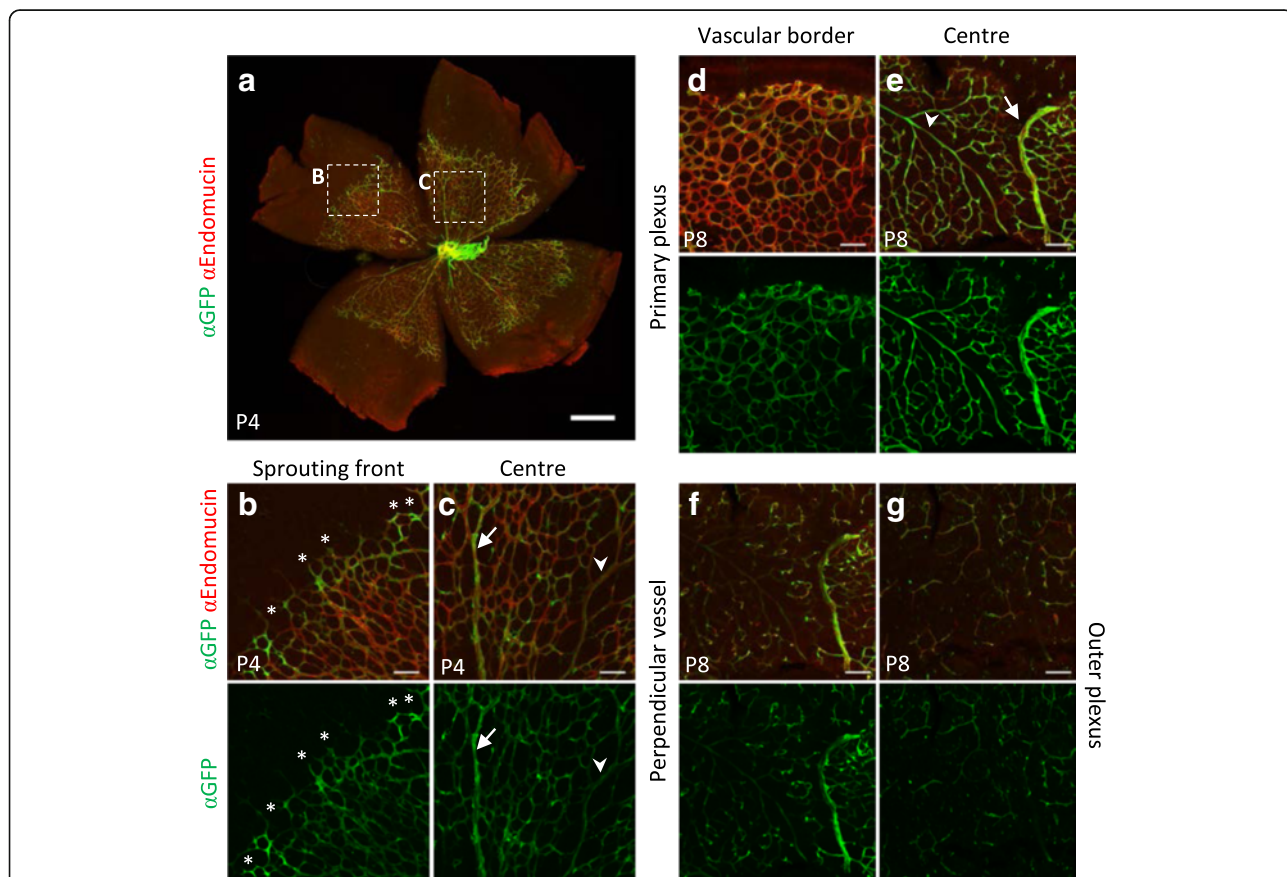 a
B
C
P4
αGFP αEndomucin
Sprouting front
Centre
b
* * * * *
P4
c
P4
αGFP αEndomucin
* * * * * *
αGFP
Vascular border
Centre
d
P8
e
P8
Primary plexus
f
P8
g
P8
Perpendicular vessel
Outer plexus